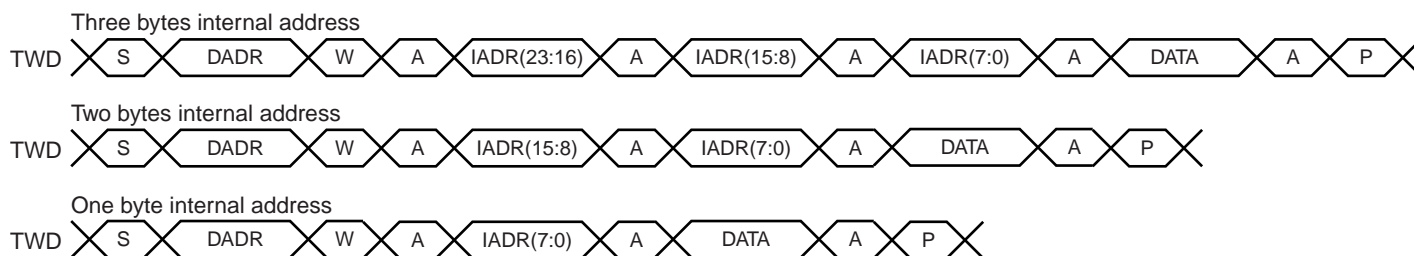 Three bytes internal address
TWD S DADR W A IADR(23:16) A IADR(15:8) A IADR(7:0) A DATA A P
Two bytes internal address
TWD S DADR W A IADR(15:8) A IADR(7:0) A DATA A P
One byte internal address
TWD S DADR W A IADR(7:0) A DATA A P